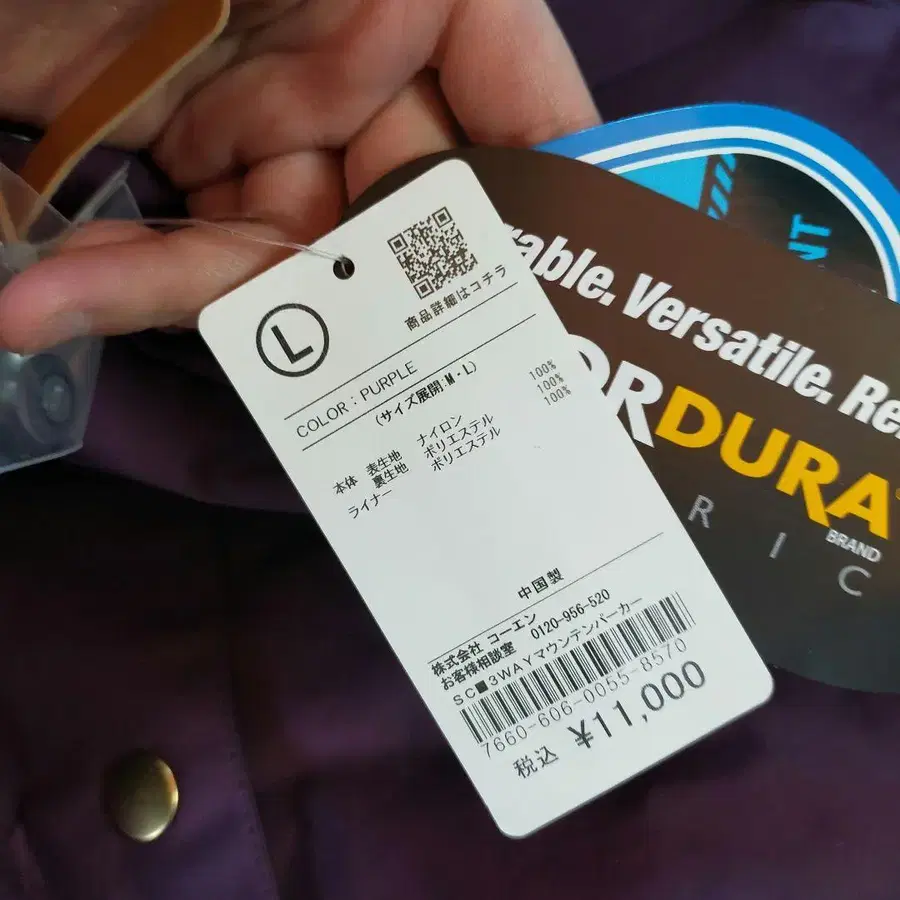 L
商品詳細はコチラ
COLOR : PURPLE
(サイズ展開:M・L)
本体 表生地 ナイロン 100%
裏生地 ポリエステル 100%
ライナー ポリエステル 100%
中国製
株式会社 コーエン
お客様相談室 0120-956-520
SC■3WAYマウンテンパーカー
7660-606-0055-8570
税込 ¥11,000
Versatile.
DURA
BRAND
R I C
NT